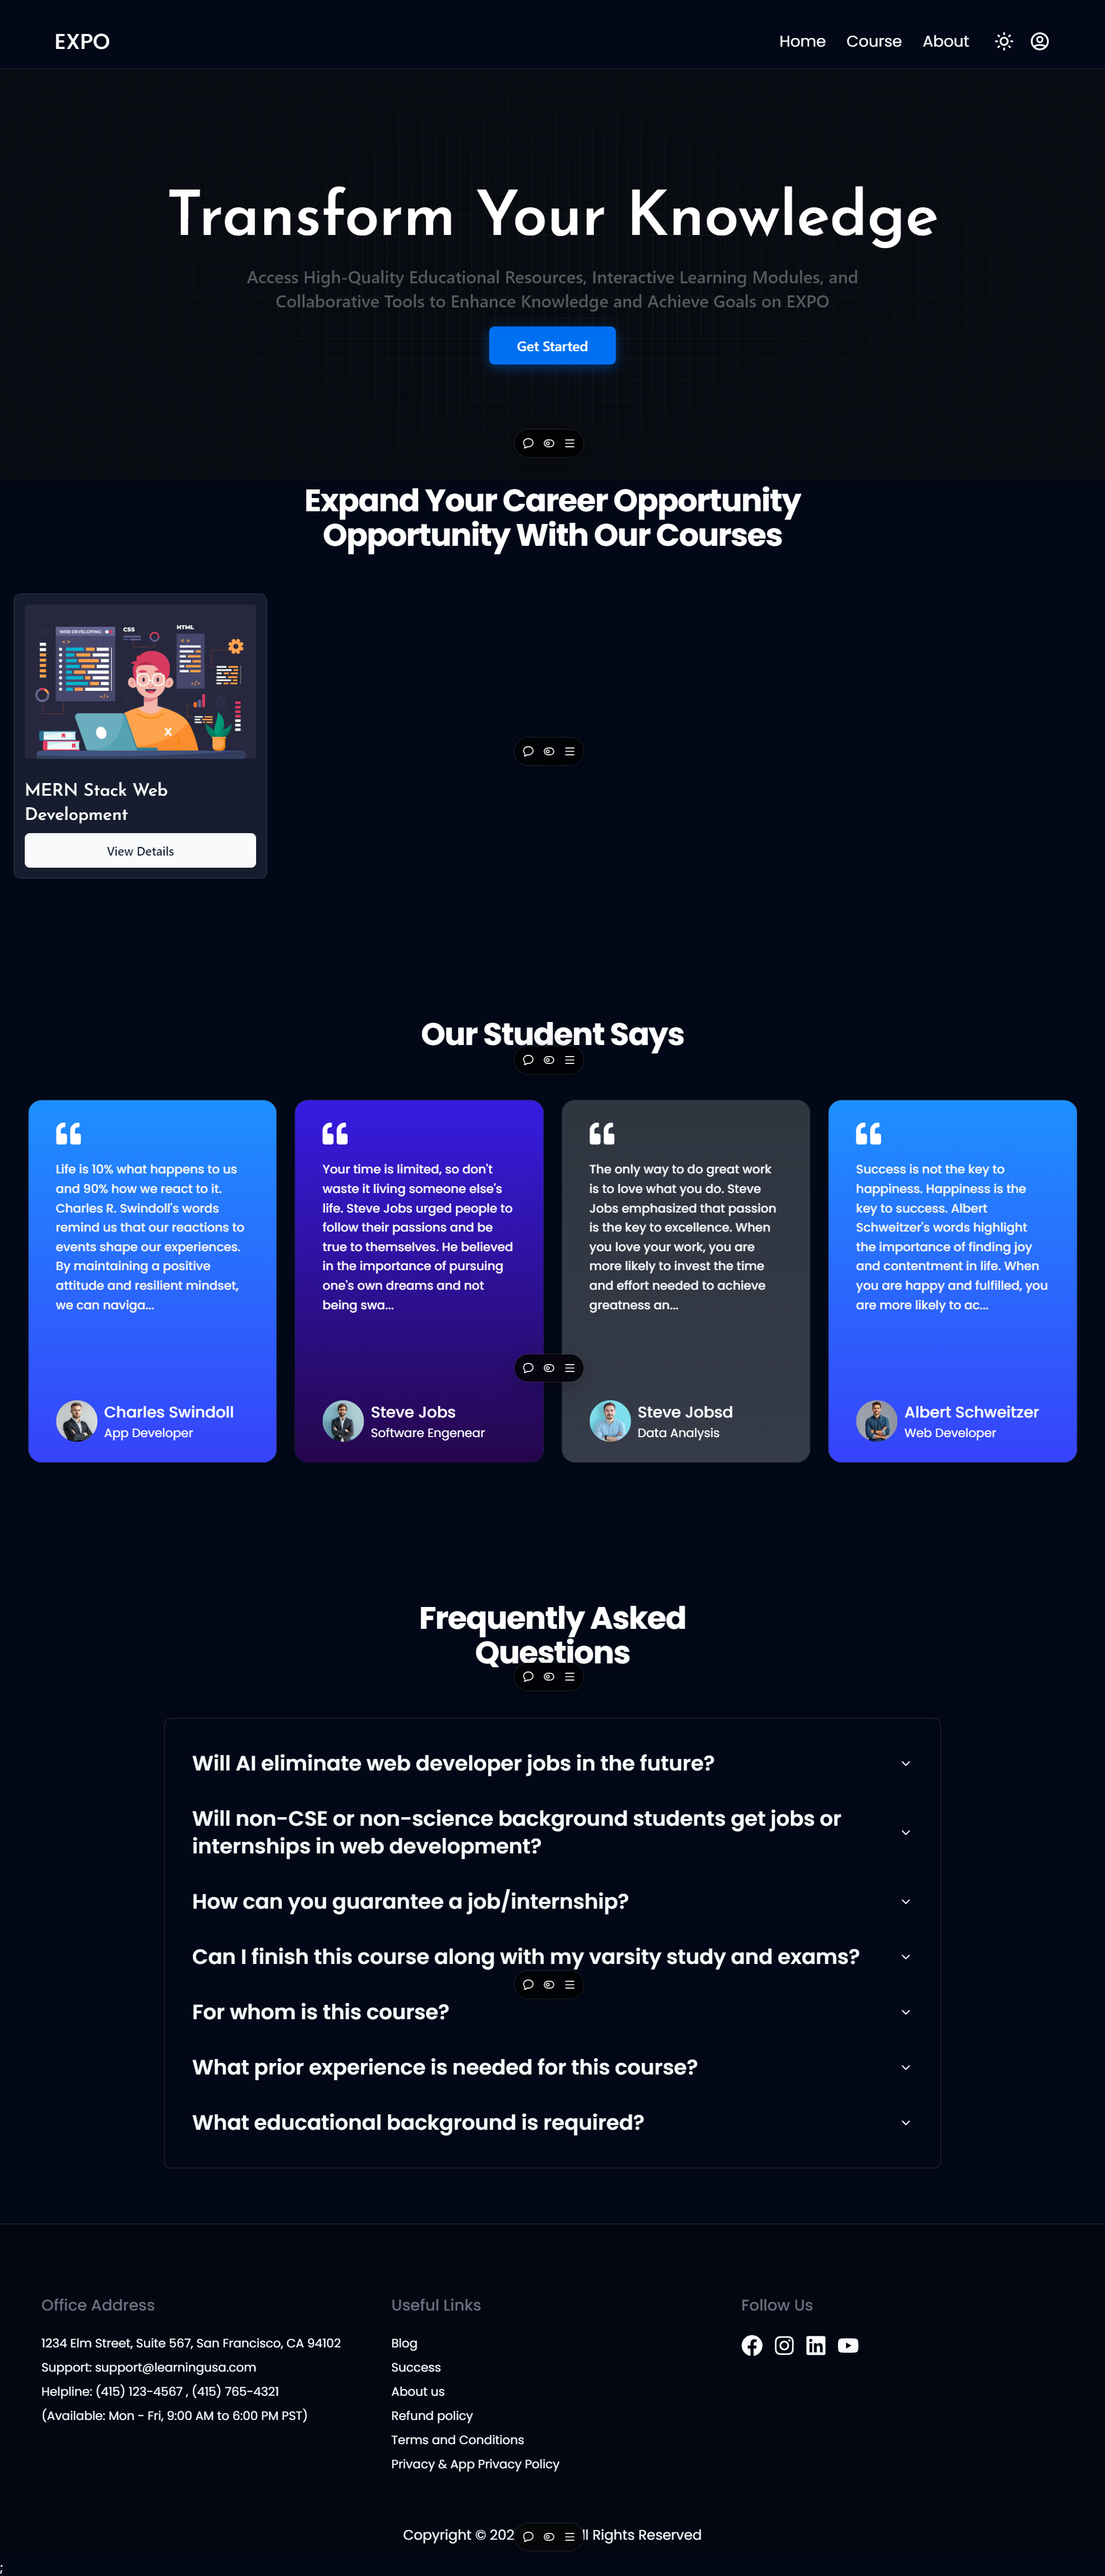 EXPO
Home Course About
Transform Your Knowledge
Access High-Quality Educational Resources, Interactive Learning Modules, and
Collaborative Tools to Enhance Knowledge and Achieve Goals on EXPO
Get Started
Expand Your Career Opportunity
Opportunity With Our Courses
WEB DEVELOPING
CSS
HTML
MERN Stack Web
Development
View Details
Our Student Says
Life is 10% what happens to us
and 90% how we react to it.
Charles R. Swindoll's words
remind us that our reactions to
events shape our experiences.
By maintaining a positive
attitude and resilient mindset,
we can naviga...
Charles Swindoll
App Developer
Your time is limited, so don't
waste it living someone else's
life. Steve Jobs urged people to
follow their passions and be
true to themselves. He believed
in the importance of pursuing
one's own dreams and not
being swa...
Steve Jobs
Software Engenear
The only way to do great work
is to love what you do. Steve
Jobs emphasized that passion
is the key to excellence. When
you love your work, you are
more likely to invest the time
and effort needed to achieve
greatness an...
Steve Jobsd
Data Analysis
Success is not the key to
happiness. Happiness is the
key to success. Albert
Schweitzer's words highlight
the importance of finding joy
and contentment in life. When
you are happy and fulfilled, you
are more likely to ac...
Albert Schweitzer
Web Developer
Frequently Asked
Questions
Will AI eliminate web developer jobs in the future?
Will non-CSE or non-science background students get jobs or
internships in web development?
How can you guarantee a job/internship?
Can I finish this course along with my varsity study and exams?
For whom is this course?
What prior experience is needed for this course?
What educational background is required?
Office Address
1234 Elm Street, Suite 567, San Francisco, CA 94102
Support: support@learningusa.com
Helpline: (415) 123-4567 , (415) 765-4321
(Available: Mon - Fri, 9:00 AM to 6:00 PM PST)
Useful Links
Blog
Success
About us
Refund policy
Terms and Conditions
Privacy & App Privacy Policy
Follow Us
Copyright © Rights Reserved
;